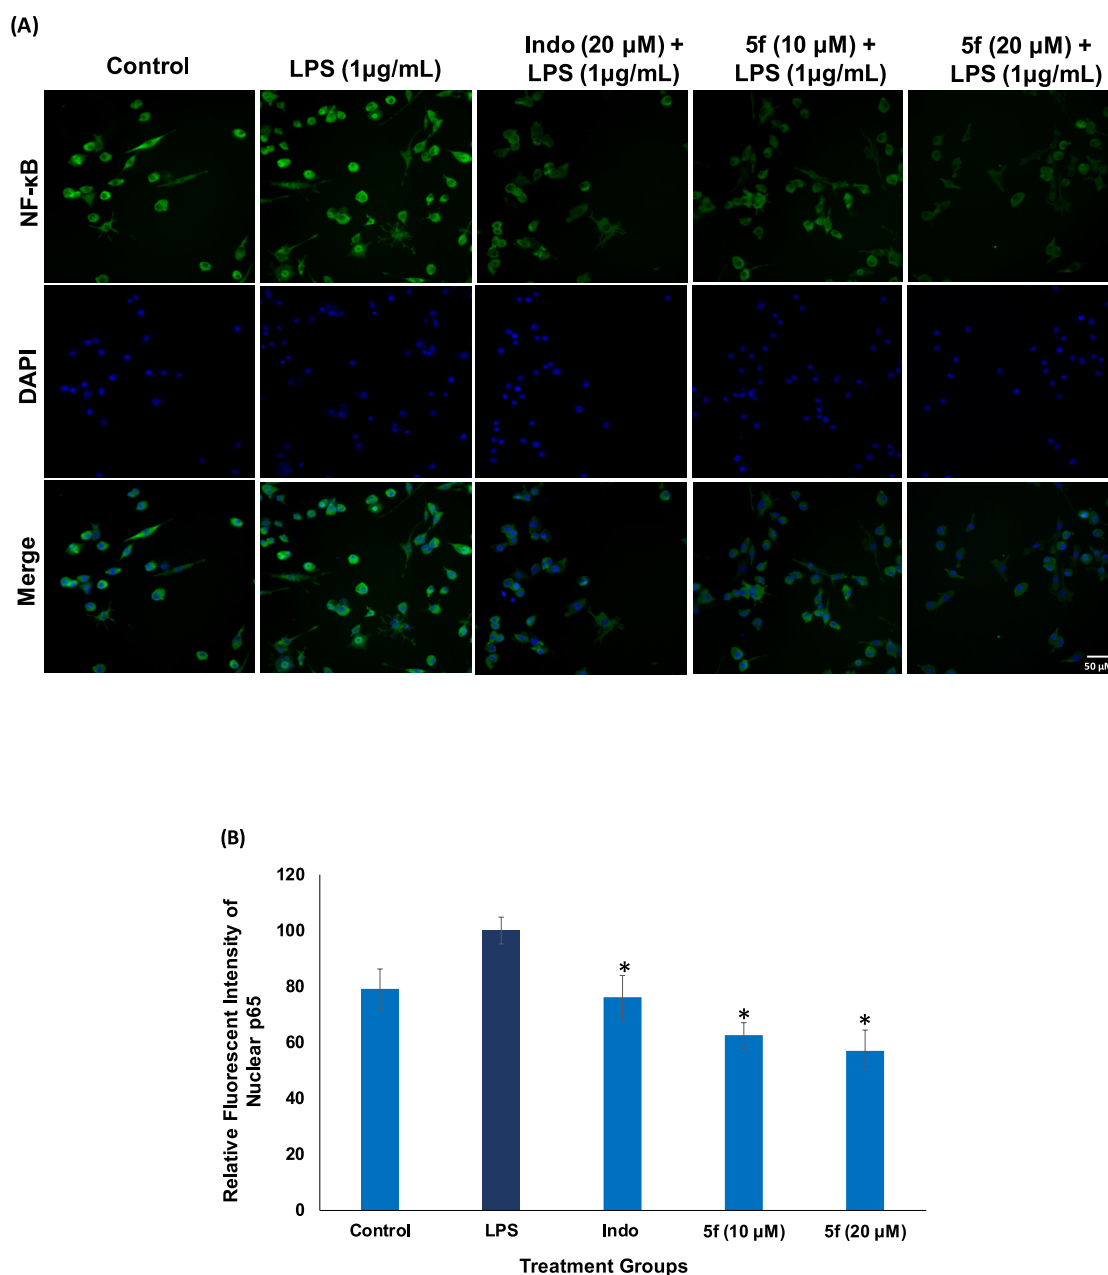 (A)
Control
LPS (1µg/mL)
Indo (20 µM) +
LPS (1µg/mL)
5f (10 µM) +
LPS (1µg/mL)
5f (20 µM) +
LPS (1µg/mL)
NF-κB
DAPI
Merge
50 µM
(B)
Relative Fluorescent Intensity of
Nuclear p65
120
100
80
60
40
20
0
*
*
*
Control
LPS
Indo
5f (10 µM)
5f (20 µM)
Treatment Groups